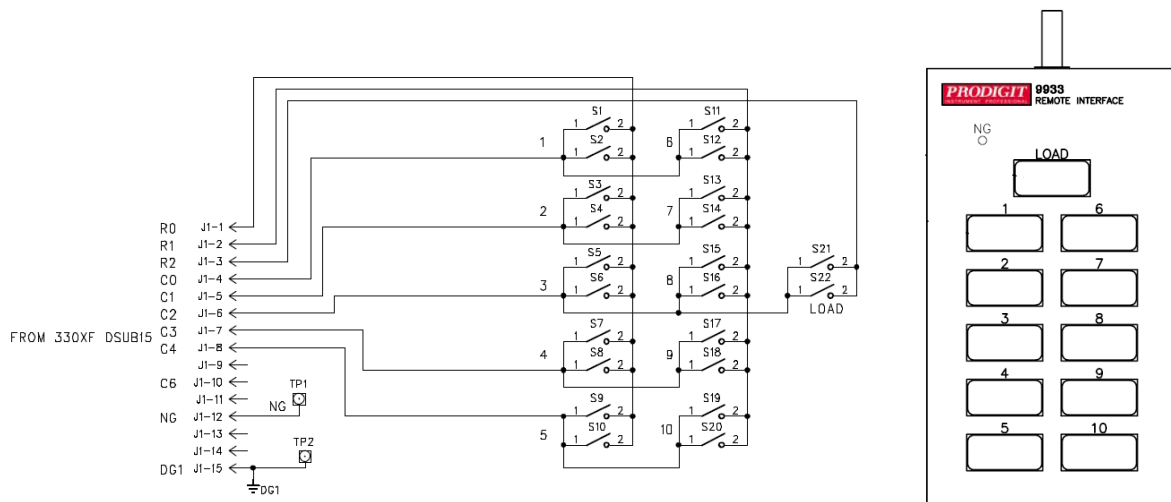 FROM 330XF DSUB15
R0 J1-1
R1 J1-2
R2 J1-3
C0 J1-4
C1 J1-5
C2 J1-6
C3 J1-7
C4 J1-8
J1-9
C6 J1-10
J1-11
NG J1-12
J1-13
J1-14
DG1 J1-15
NG
TP1
TP2
DG1
1
1 S1 2
1 S2 2
2
1 S3 2
1 S4 2
3
1 S5 2
1 S6 2
4
1 S7 2
1 S8 2
5
1 S9 2
1 S10 2
6
1 S11 2
1 S12 2
7
1 S13 2
1 S14 2
8
1 S15 2
1 S16 2
9
1 S17 2
1 S18 2
10
1 S19 2
1 S20 2
1 S21 2
1 S22 2
LOAD
PRODIGIT
INSTRUMENT PROFESSIONAL
9933
REMOTE INTERFACE
NG
LOAD
1 6
2 7
3 8
4 9
5 10